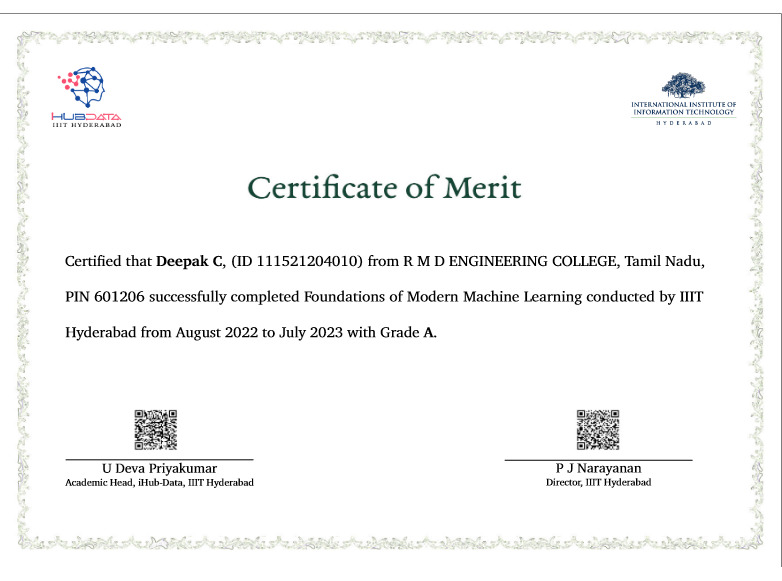 HUBDATA
IIIT HYDERABAD
INTERNATIONAL INSTITUTE OF
INFORMATION TECHNOLOGY
HYDERABAD
Certificate of Merit
Certified that Deepak C, (ID 111521204010) from R M D ENGINEERING COLLEGE, Tamil Nadu,
PIN 601206 successfully completed Foundations of Modern Machine Learning conducted by IIIT
Hyderabad from August 2022 to July 2023 with Grade A.
U Deva Priyakumar
Academic Head, iHub-Data, IIIT Hyderabad
P J Narayanan
Director, IIIT Hyderabad